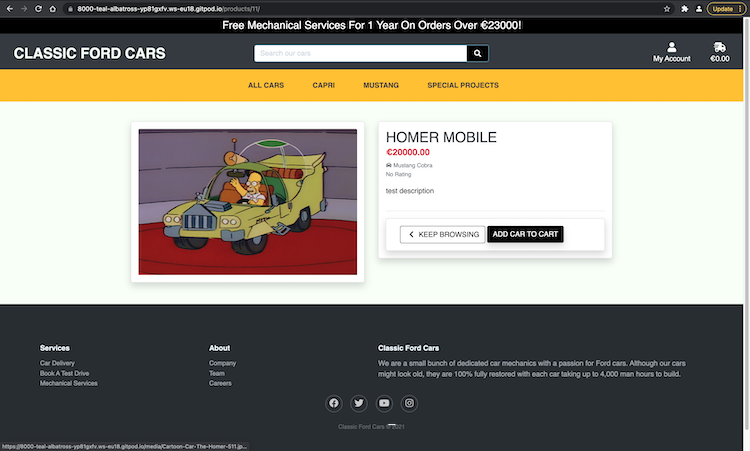 8000-teal-albatross-yp81gxfv.ws-eu18.gitpod.io/products/11/
Update
Free Mechanical Services For 1 Year On Orders Over €23000!
CLASSIC FORD CARS
Search our cars
My Account
€0.00
ALL CARS
CAPRI
MUSTANG
SPECIAL PROJECTS
HOMER MOBILE
€20000.00
Mustang Cobra
No Rating
test description
KEEP BROWSING
ADD CAR TO CART
Services
Car Delivery
Book A Test Drive
Mechanical Services
About
Company
Team
Careers
Classic Ford Cars
We are a small bunch of dedicated car mechanics with a passion for Ford cars. Although our cars
might look old, they are 100% fully restored with each car taking up to 4,000 man hours to build.
Classic Ford Cars © 2021
https://8000-teal-albatross-yp81gxfv.ws-eu18.gitpod.io/media/Cartoon-Car-The-Homer-511.jp...